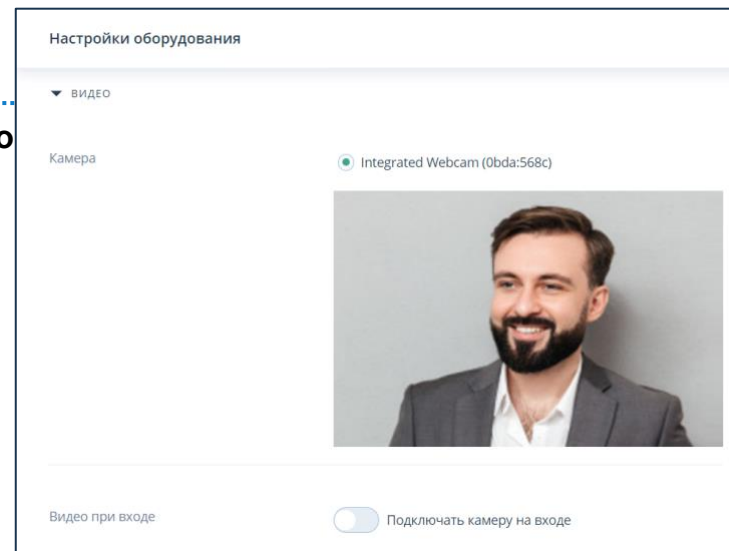 Настройки оборудования
ВИДЕО
Камера
Integrated Webcam (0bda:568c)
Видео при входе
Подключать камеру на входе